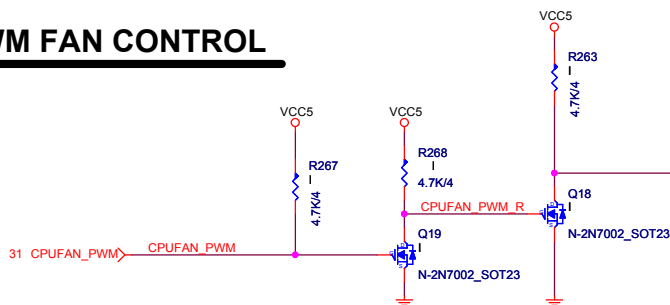 WM FAN CONTROL
VCC5
R263
I
4.7K/4
VCC5
R267
I
4.7K/4
VCC5
R268
I
4.7K/4
CPUFAN_PWM_R
Q18
I
N-2N7002_SOT23
31 CPUFAN_PWM
CPUFAN_PWM
Q19
I
N-2N7002_SOT23